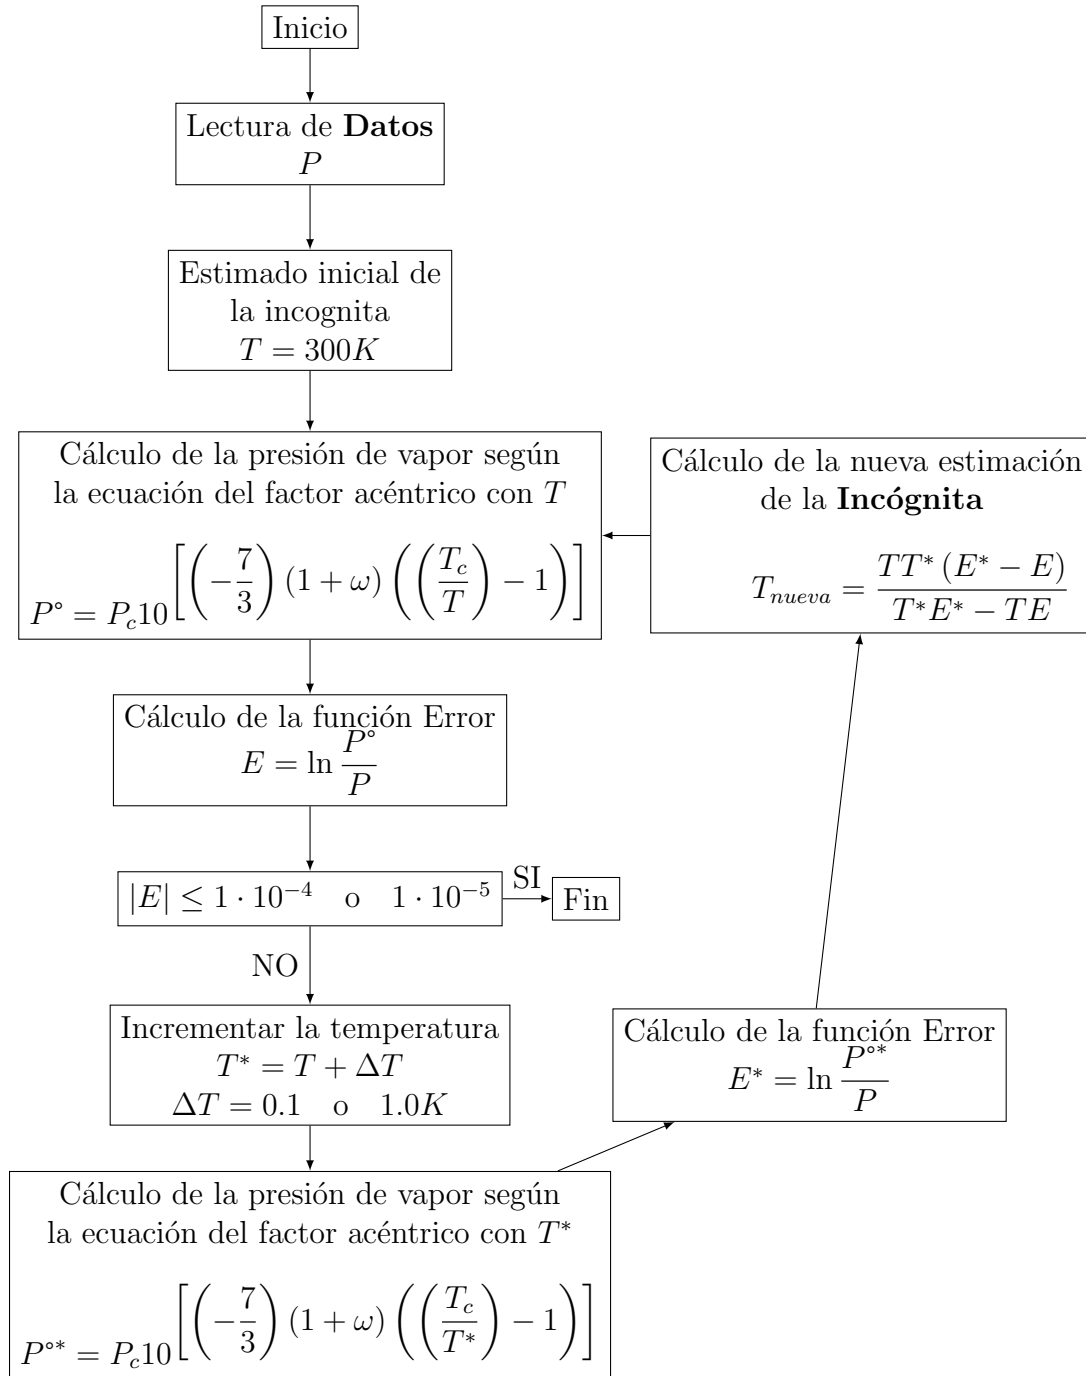 Inicio
Lectura de Datos
P
Estimado inicial de
la incognita
T = 300K
Cálculo de la presión de vapor según
la ecuación del factor acéntrico con T
P° = P_c 10^[(-7/3) (1 + ω) ((T_c/T) - 1)]
Cálculo de la función Error
E = ln P°/P
|E| ≤ 1 · 10^-4 o 1 · 10^-5
SI
Fin
NO
Incrementar la temperatura
T* = T + ΔT
ΔT = 0.1 o 1.0K
Cálculo de la presión de vapor según
la ecuación del factor acéntrico con T*
P°* = P_c 10^[(-7/3) (1 + ω) ((T_c/T*) - 1)]
Cálculo de la función Error
E* = ln P°*/P
Cálculo de la nueva estimación
de la Incógnita
T_nueva = TT* (E* - E) / (T*E* - TE)